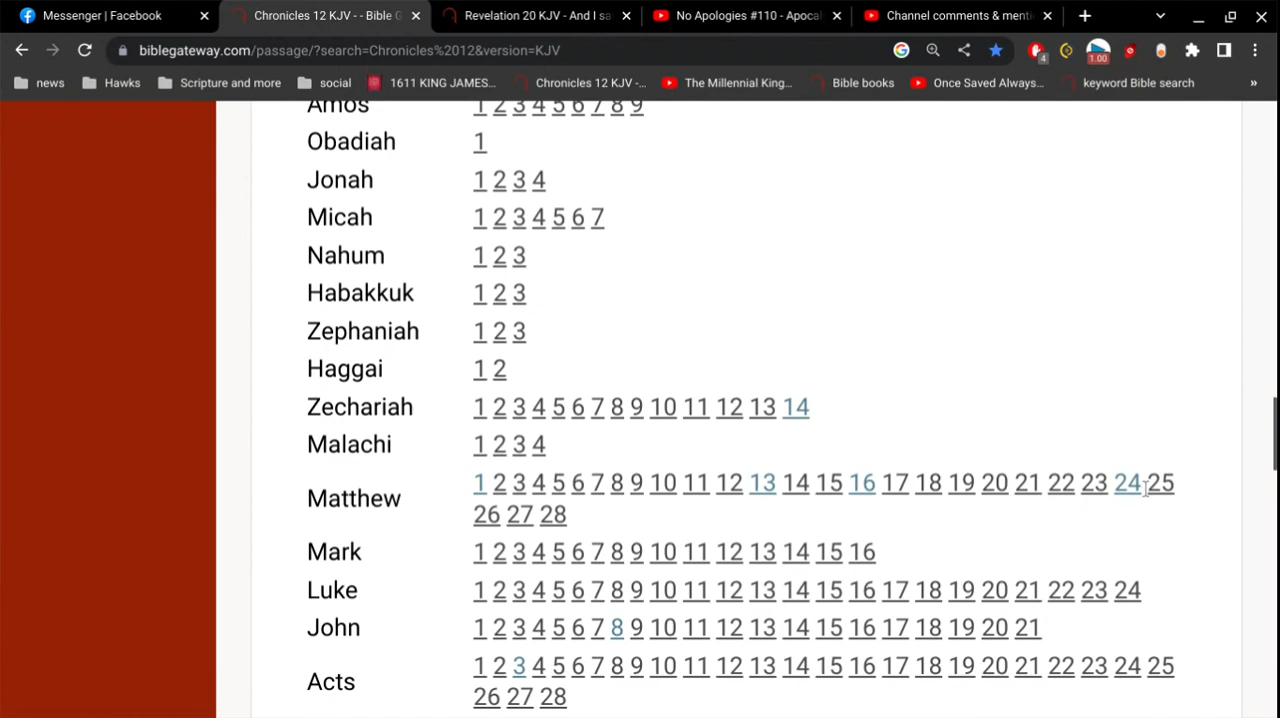 Messenger | Facebook
Chronicles 12 KJV - - Bible G
Revelation 20 KJV - And I sa
No Apologies #110 - Apocal
Channel comments & menti
biblegateway.com/passage/?search=Chronicles%2012&version=KJV
4
1.00
news
Hawks
Scripture and more
social
1611 KING JAMES...
Chronicles 12 KJV -...
The Millennial King...
Bible books
Once Saved Always...
keyword Bible search
»
Amos 1 2 3 4 5 6 7 8 9
Obadiah 1
Jonah 1 2 3 4
Micah 1 2 3 4 5 6 7
Nahum 1 2 3
Habakkuk 1 2 3
Zephaniah 1 2 3
Haggai 1 2
Zechariah 1 2 3 4 5 6 7 8 9 10 11 12 13 14
Malachi 1 2 3 4
Matthew 1 2 3 4 5 6 7 8 9 10 11 12 13 14 15 16 17 18 19 20 21 22 23 24 25
26 27 28
Mark 1 2 3 4 5 6 7 8 9 10 11 12 13 14 15 16
Luke 1 2 3 4 5 6 7 8 9 10 11 12 13 14 15 16 17 18 19 20 21 22 23 24
John 1 2 3 4 5 6 7 8 9 10 11 12 13 14 15 16 17 18 19 20 21
Acts 1 2 3 4 5 6 7 8 9 10 11 12 13 14 15 16 17 18 19 20 21 22 23 24 25
26 27 28